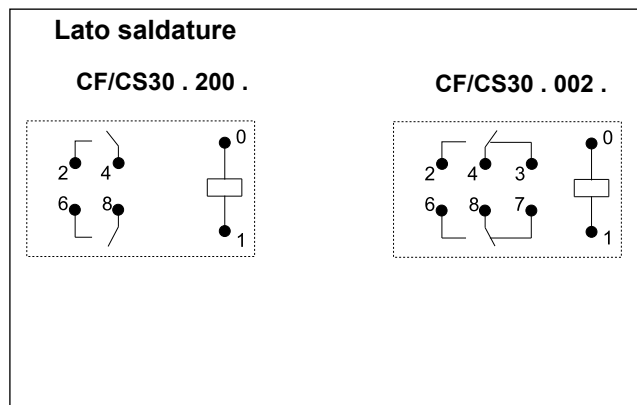 Lato saldature
CF/CS30 . 200 .
CF/CS30 . 002 .
0
2 4
6 8
1
0
2 4 3
6 8 7
1